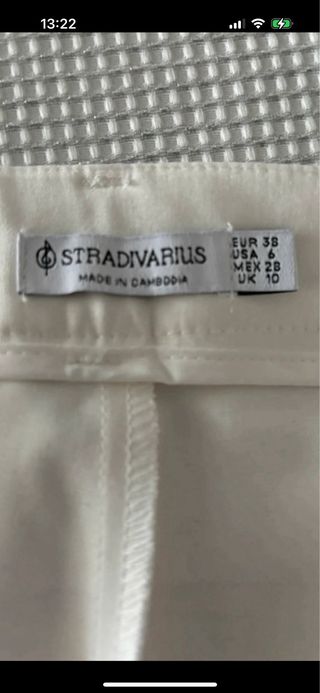 13:22
STRADIVARIUS
MADE IN CAMBODIA
EUR 38
USA 6
MEX 28
UK 10